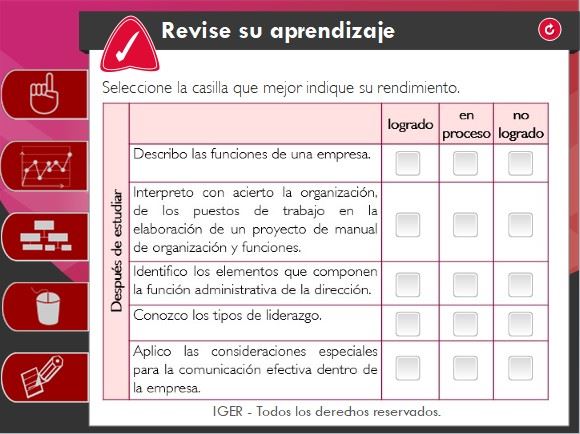 Revise su aprendizaje
Seleccione la casilla que mejor indique su rendimiento.
logrado
en
proceso
no
logrado
Después de estudiar
Describo las funciones de una empresa.
Interpreto con acierto la organización,
de los puestos de trabajo en la
elaboración de un proyecto de manual
de organización y funciones.
Identifico los elementos que componen
la función administrativa de la dirección.
Conozco los tipos de liderazgo.
Aplico las consideraciones especiales
para la comunicación efectiva dentro de
la empresa.
IGER - Todos los derechos reservados.